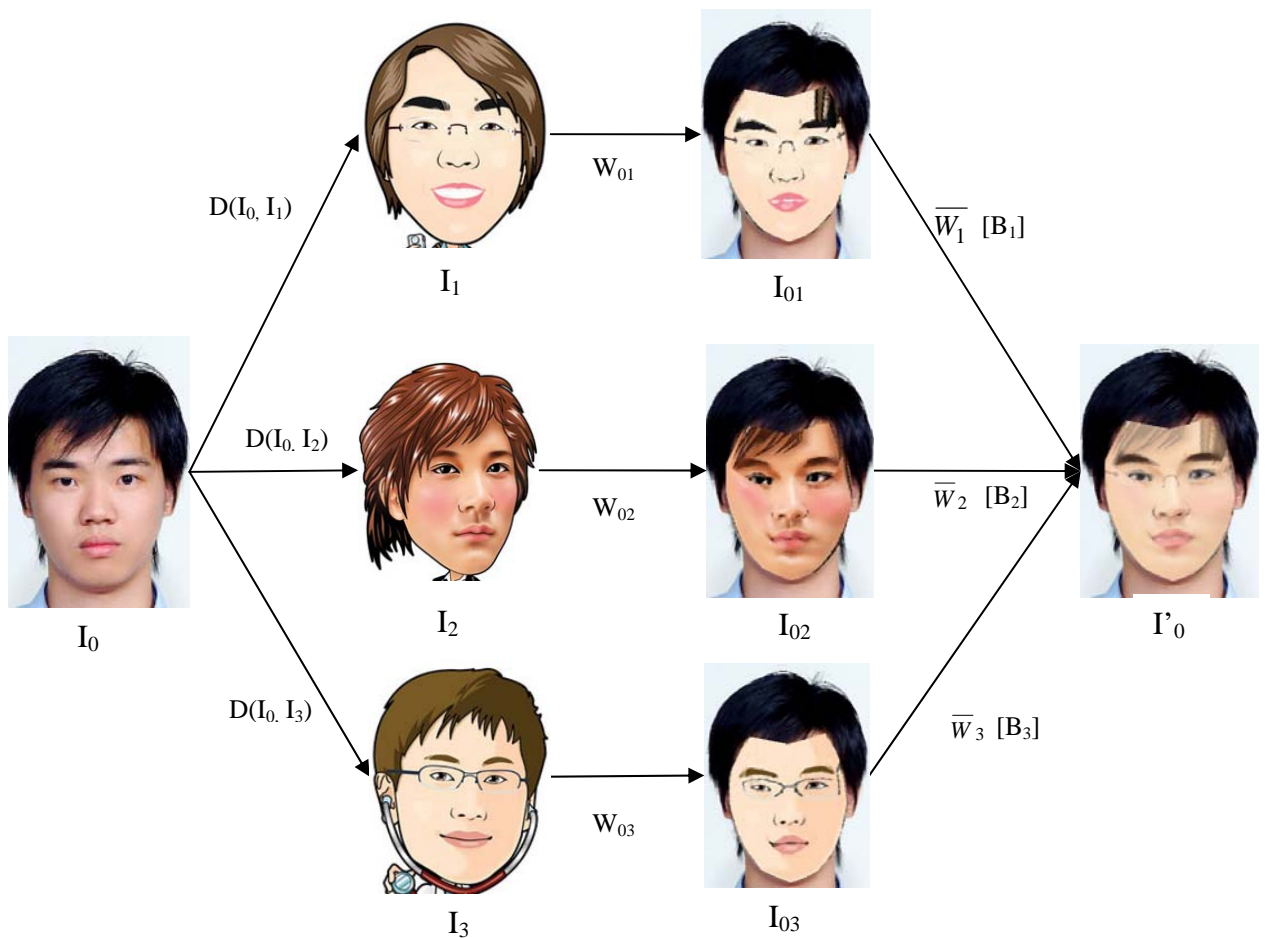 W₀₁
D(I₀, I₁)
W̅₁ [B₁]
I₁
I₀₁
D(I₀. I₂)
W₀₂
W̅₂ [B₂]
I₀
I₂
I₀₂
I’₀
D(I₀. I₃)
W̅₃ [B₃]
W₀₃
I₃
I₀₃